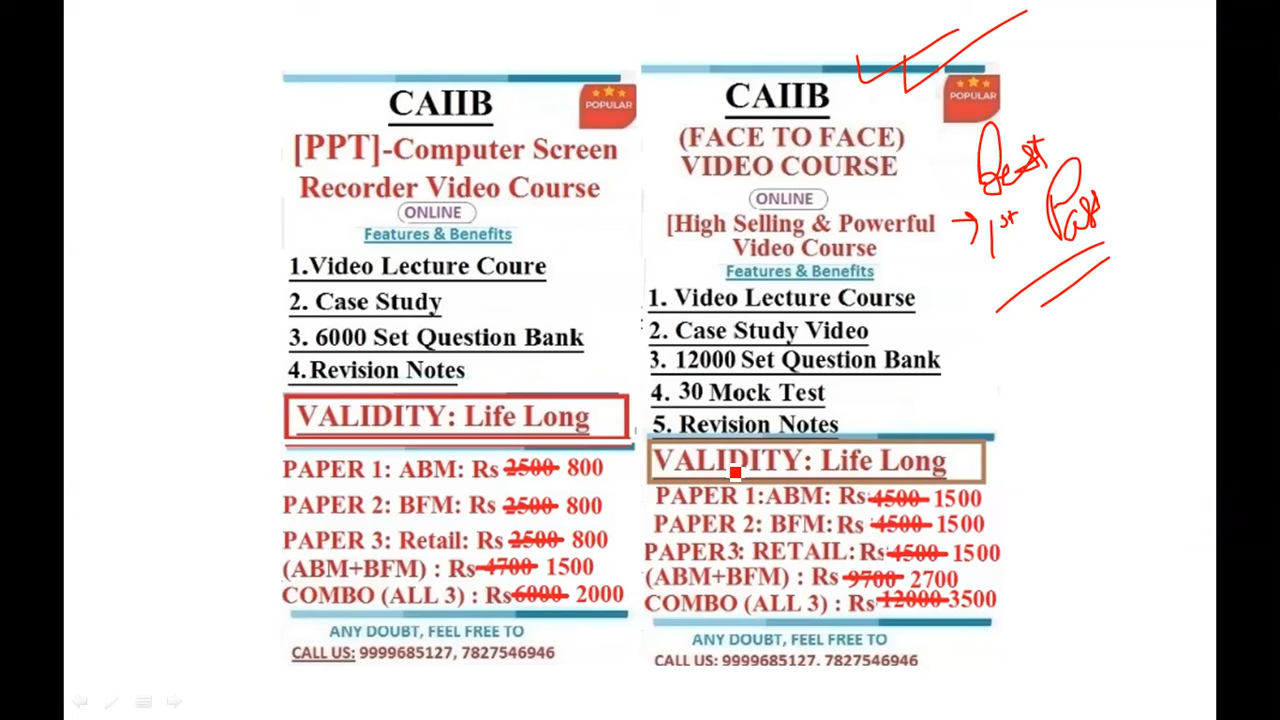 CAIIB
POPULAR
[PPT]-Computer Screen
Recorder Video Course
ONLINE
Features & Benefits
1.Video Lecture Coure
2. Case Study
3. 6000 Set Question Bank
4.Revision Notes
VALIDITY: Life Long
PAPER 1: ABM: Rs 2500 800
PAPER 2: BFM: Rs 2500 800
PAPER 3: Retail: Rs 2500 800
(ABM+BFM) : Rs 4700 1500
COMBO (ALL 3) : Rs 6000 2000
ANY DOUBT, FEEL FREE TO
CALL US: 9999685127, 7827546946
CAIIB
POPULAR
(FACE TO FACE)
VIDEO COURSE
ONLINE
[High Selling & Powerful
Video Course
Features & Benefits
1. Video Lecture Course
2. Case Study Video
3. 12000 Set Question Bank
4. 30 Mock Test
5. Revision Notes
VALIDITY: Life Long
PAPER 1:ABM: Rs 4500 1500
PAPER 2: BFM: Rs 4500 1500
PAPER3: RETAIL: Rs 4500 1500
(ABM+BFM) : Rs 9700 2700
COMBO (ALL 3) : Rs 12000 3500
ANY DOUBT, FEEL FREE TO
CALL US: 9999685127, 7827546946
Best
→ 1st Pass